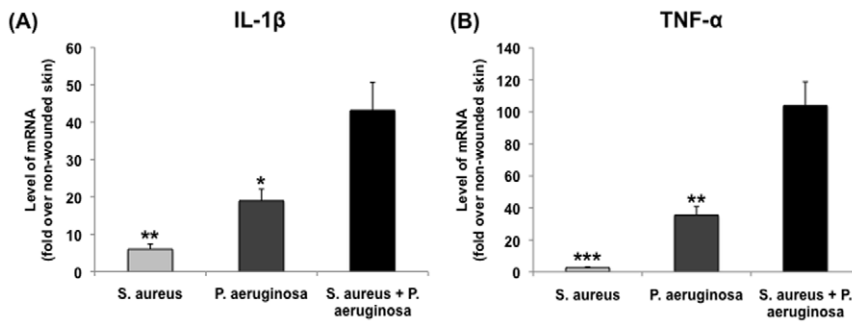 (A)
IL-1β
Level of mRNA
(fold over non-wounded skin)
60
50
40
30
20
10
0
**
*
S. aureus
P. aeruginosa
S. aureus + P.
aeruginosa
(B)
TNF-α
Level of mRNA
(fold over non-wounded skin)
140
120
100
80
60
40
20
0
***
**
S. aureus
P. aeruginosa
S. aureus + P.
aeruginosa